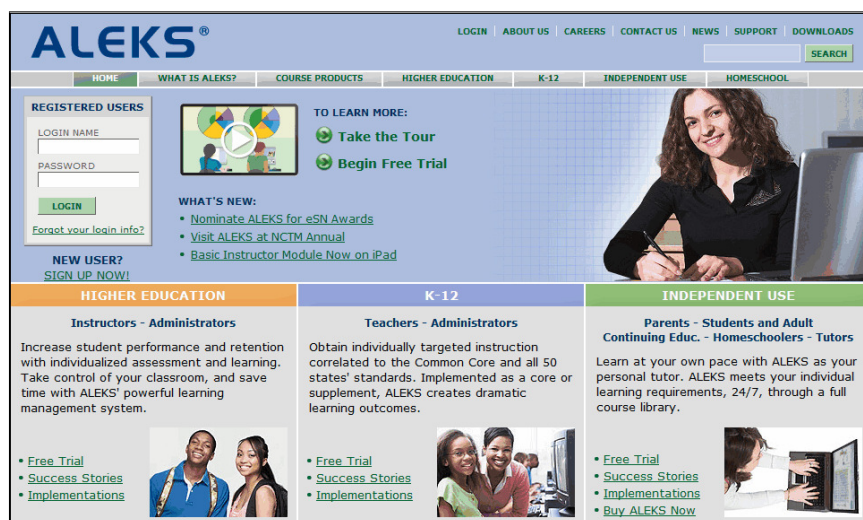 ALEKS®
LOGIN | ABOUT US | CAREERS | CONTACT US | NEWS | SUPPORT | DOWNLOADS
SEARCH
HOME
WHAT IS ALEKS?
COURSE PRODUCTS
HIGHER EDUCATION
K-12
INDEPENDENT USE
HOMESCHOOL
REGISTERED USERS
LOGIN NAME
PASSWORD
LOGIN
Forgot your login info?
NEW USER?
SIGN UP NOW!
TO LEARN MORE:
Take the Tour
Begin Free Trial
WHAT'S NEW:
• Nominate ALEKS for eSN Awards
• Visit ALEKS at NCTM Annual
• Basic Instructor Module Now on iPad
HIGHER EDUCATION
Instructors - Administrators
Increase student performance and retention
with individualized assessment and learning.
Take control of your classroom, and save
time with ALEKS' powerful learning
management system.
• Free Trial
• Success Stories
• Implementations
K-12
Teachers - Administrators
Obtain individually targeted instruction
correlated to the Common Core and all 50
states' standards. Implemented as a core or
supplement, ALEKS creates dramatic
learning outcomes.
• Free Trial
• Success Stories
• Implementations
INDEPENDENT USE
Parents - Students and Adult
Continuing Educ. - Homeschoolers - Tutors
Learn at your own pace with ALEKS as your
personal tutor. ALEKS meets your individual
learning requirements, 24/7, through a full
course library.
• Free Trial
• Success Stories
• Implementations
• Buy ALEKS Now